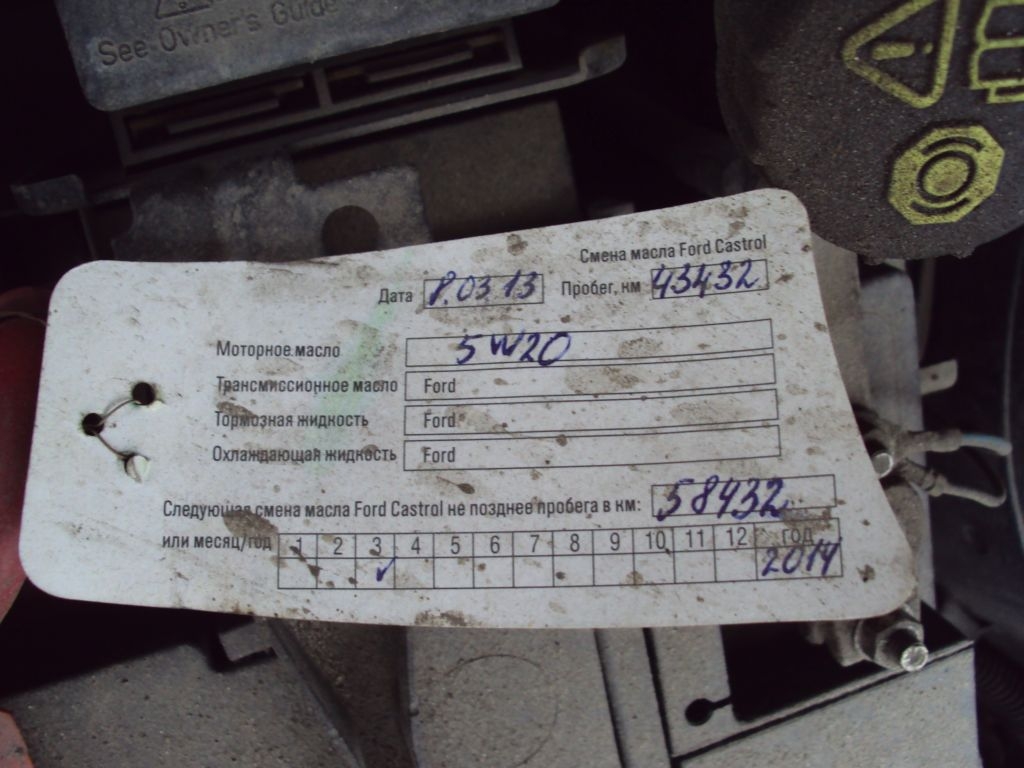 See Owner's Guide
Смена масла Ford Castrol
Дата 8.03.13 Пробег, км 43432
Моторное масло 5W20
Трансмиссионное масло Ford
Тормозная жидкость Ford
Охлаждающая жидкость Ford
Следующая смена масла Ford Castrol не позднее пробега в км: 58432
или месяц/год 1 2 3 4 5 6 7 8 9 10 11 12 год
✓ 2014